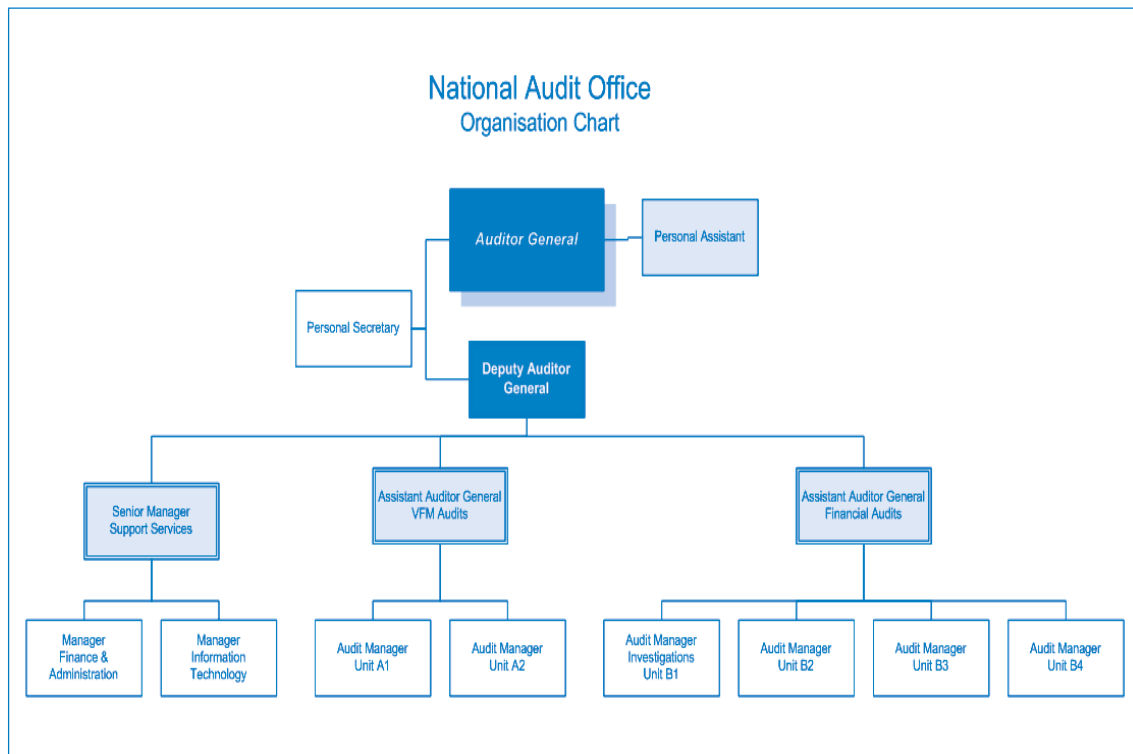 National Audit Office
Organisation Chart
Auditor General
Personal Assistant
Personal Secretary
Deputy Auditor
General
Senior Manager
Support Services
Assistant Auditor General
VFM Audits
Assistant Auditor General
Financial Audits
Manager
Finance &
Administration
Manager
Information
Technology
Audit Manager
Unit A1
Audit Manager
Unit A2
Audit Manager
Investigations
Unit B1
Audit Manager
Unit B2
Audit Manager
Unit B3
Audit Manager
Unit B4